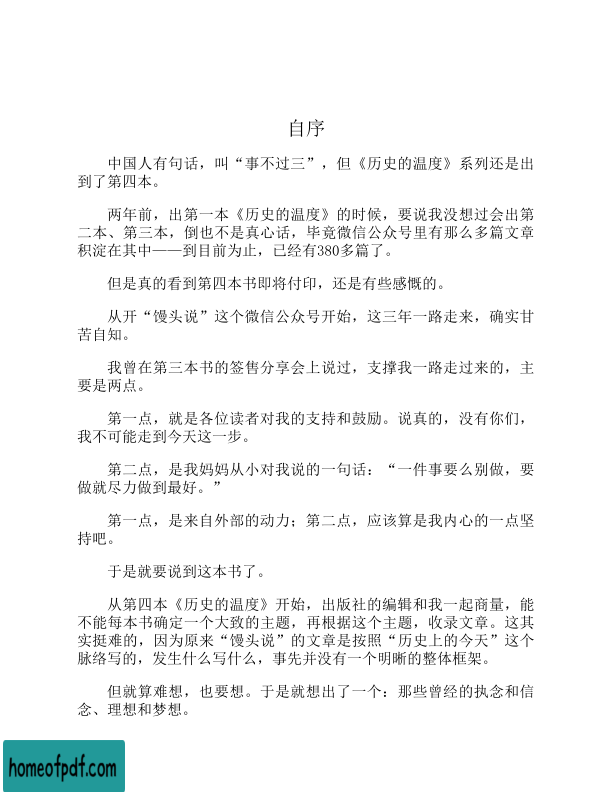 自序
中国人有句话，叫“事不过三”，但《历史的温度》系列还是出
到了第四本。
两年前，出第一本《历史的温度》的时候，要说我没想过会出第
二本、第三本，倒也不是真心话，毕竟微信公众号里有那么多篇文章
积淀在其中——到目前为止，已经有380多篇了。
但是真的看到第四本书即将付印，还是有些感慨的。
从开“馒头说”这个微信公众号开始，这三年一路走来，确实甘
苦自知。
我曾在第三本书的签售分享会上说过，支撑我一路走过来的，主
要是两点。
第一点，就是各位读者对我的支持和鼓励。说真的，没有你们，
我不可能走到今天这一步。
第二点，是我妈妈从小对我说的一句话：“一件事要么别做，要
做就尽力做到最好。”
第一点，是来自外部的动力；第二点，应该算是我内心的一点坚
持吧。
于是就要说到这本书了。
从第四本《历史的温度》开始，出版社的编辑和我一起商量，能
不能每本书确定一个大致的主题，再根据这个主题，收录文章。这其
实挺难的，因为原来“馒头说”的文章是按照“历史上的今天”这个
脉络写的，发生什么写什么，事先并没有一个明晰的整体框架。
但就算难想，也要想。于是就想出了一个：那些曾经的执念和信
念、理想和梦想。
homeofpdf.com